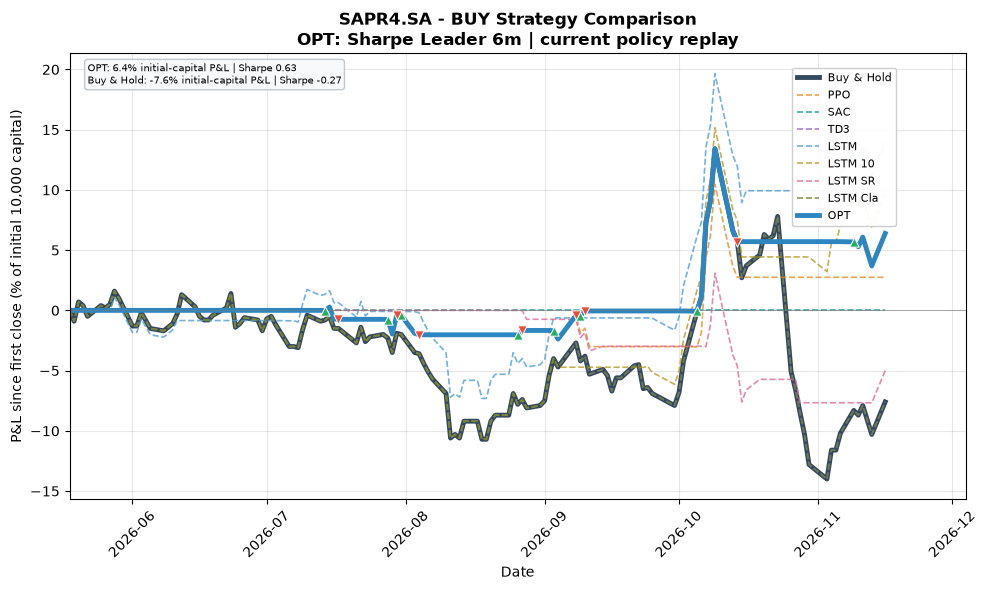 SAPR4.SA - BUY Strategy Comparison
OPT: Sharpe Leader 6m | current policy replay
OPT: 6.4% initial-capital P&L | Sharpe 0.63
Buy & Hold: -7.6% initial-capital P&L | Sharpe -0.27
Buy & Hold
PPO
SAC
TD3
LSTM
LSTM 10
LSTM SR
LSTM Cla
OPT
P&L since first close (% of initial 10,000 capital)
20
15
10
5
0
−5
−10
−15
2026-06
2026-07
2026-08
2026-09
2026-10
2026-11
2026-12
Date